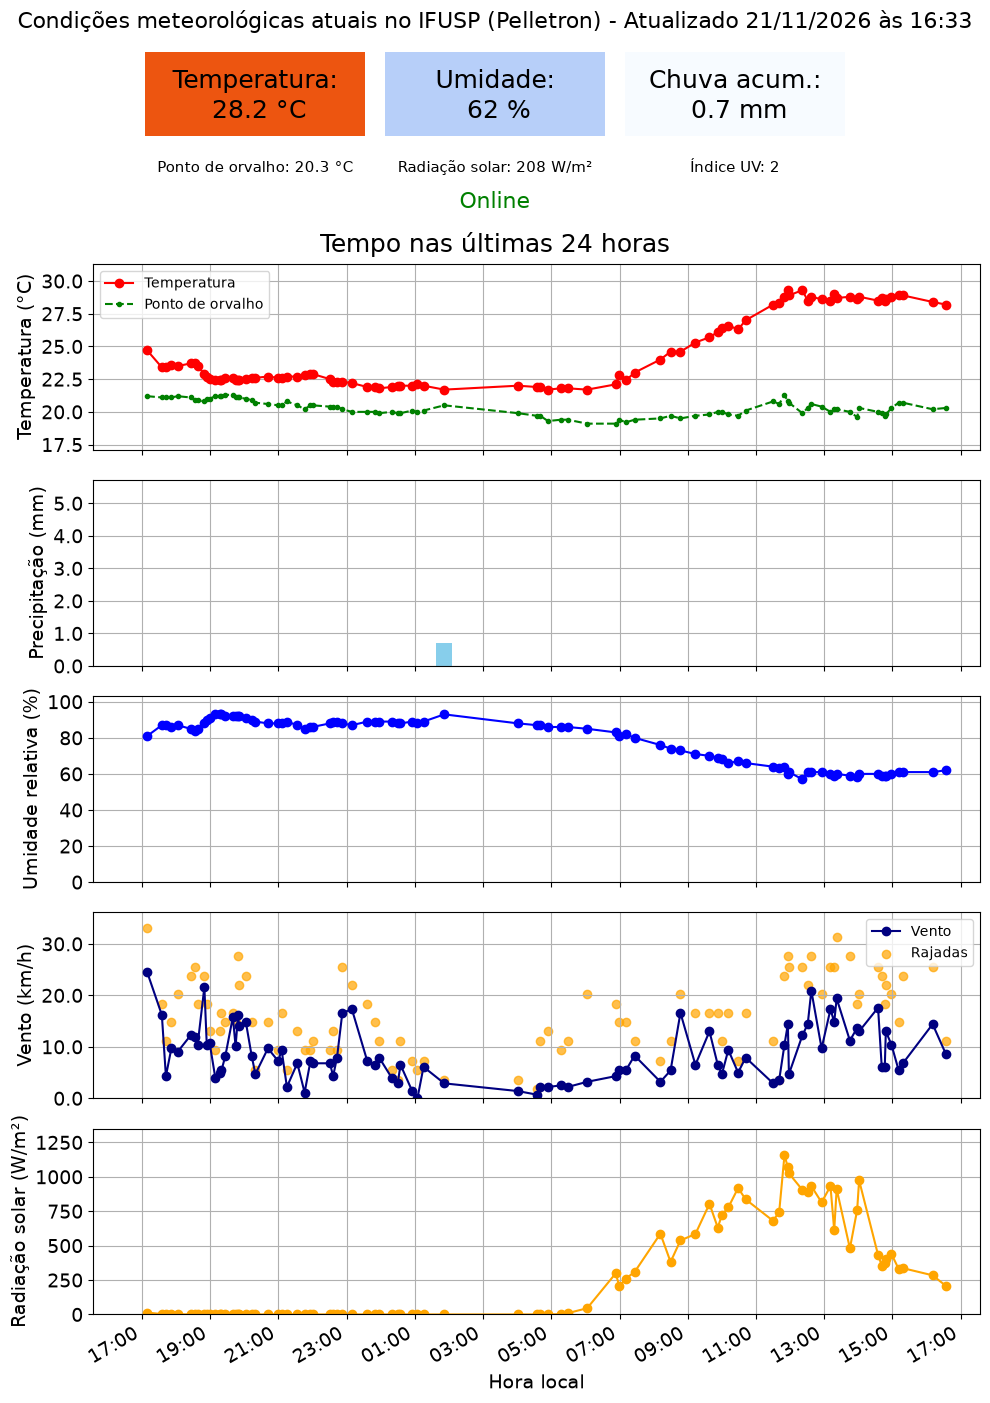 Condições meteorológicas atuais no IFUSP (Pelletron) - Atualizado 21/11/2026 às 16:33
Temperatura:
28.2 °C
Umidade:
62 %
Chuva acum.:
0.7 mm
Ponto de orvalho: 20.3 °C
Radiação solar: 208 W/m²
Índice UV: 2
Online
Tempo nas últimas 24 horas
Temperatura (°C)
30.0
27.5
25.0
22.5
20.0
17.5
Temperatura
Ponto de orvalho
Precipitação (mm)
5.0
4.0
3.0
2.0
1.0
0.0
Umidade relativa (%)
100
80
60
40
20
0
Vento (km/h)
30.0
20.0
10.0
0.0
Vento
Rajadas
Radiação solar (W/m²)
1250
1000
750
500
250
0
17:00
19:00
21:00
23:00
01:00
03:00
05:00
07:00
09:00
11:00
13:00
15:00
17:00
Hora local